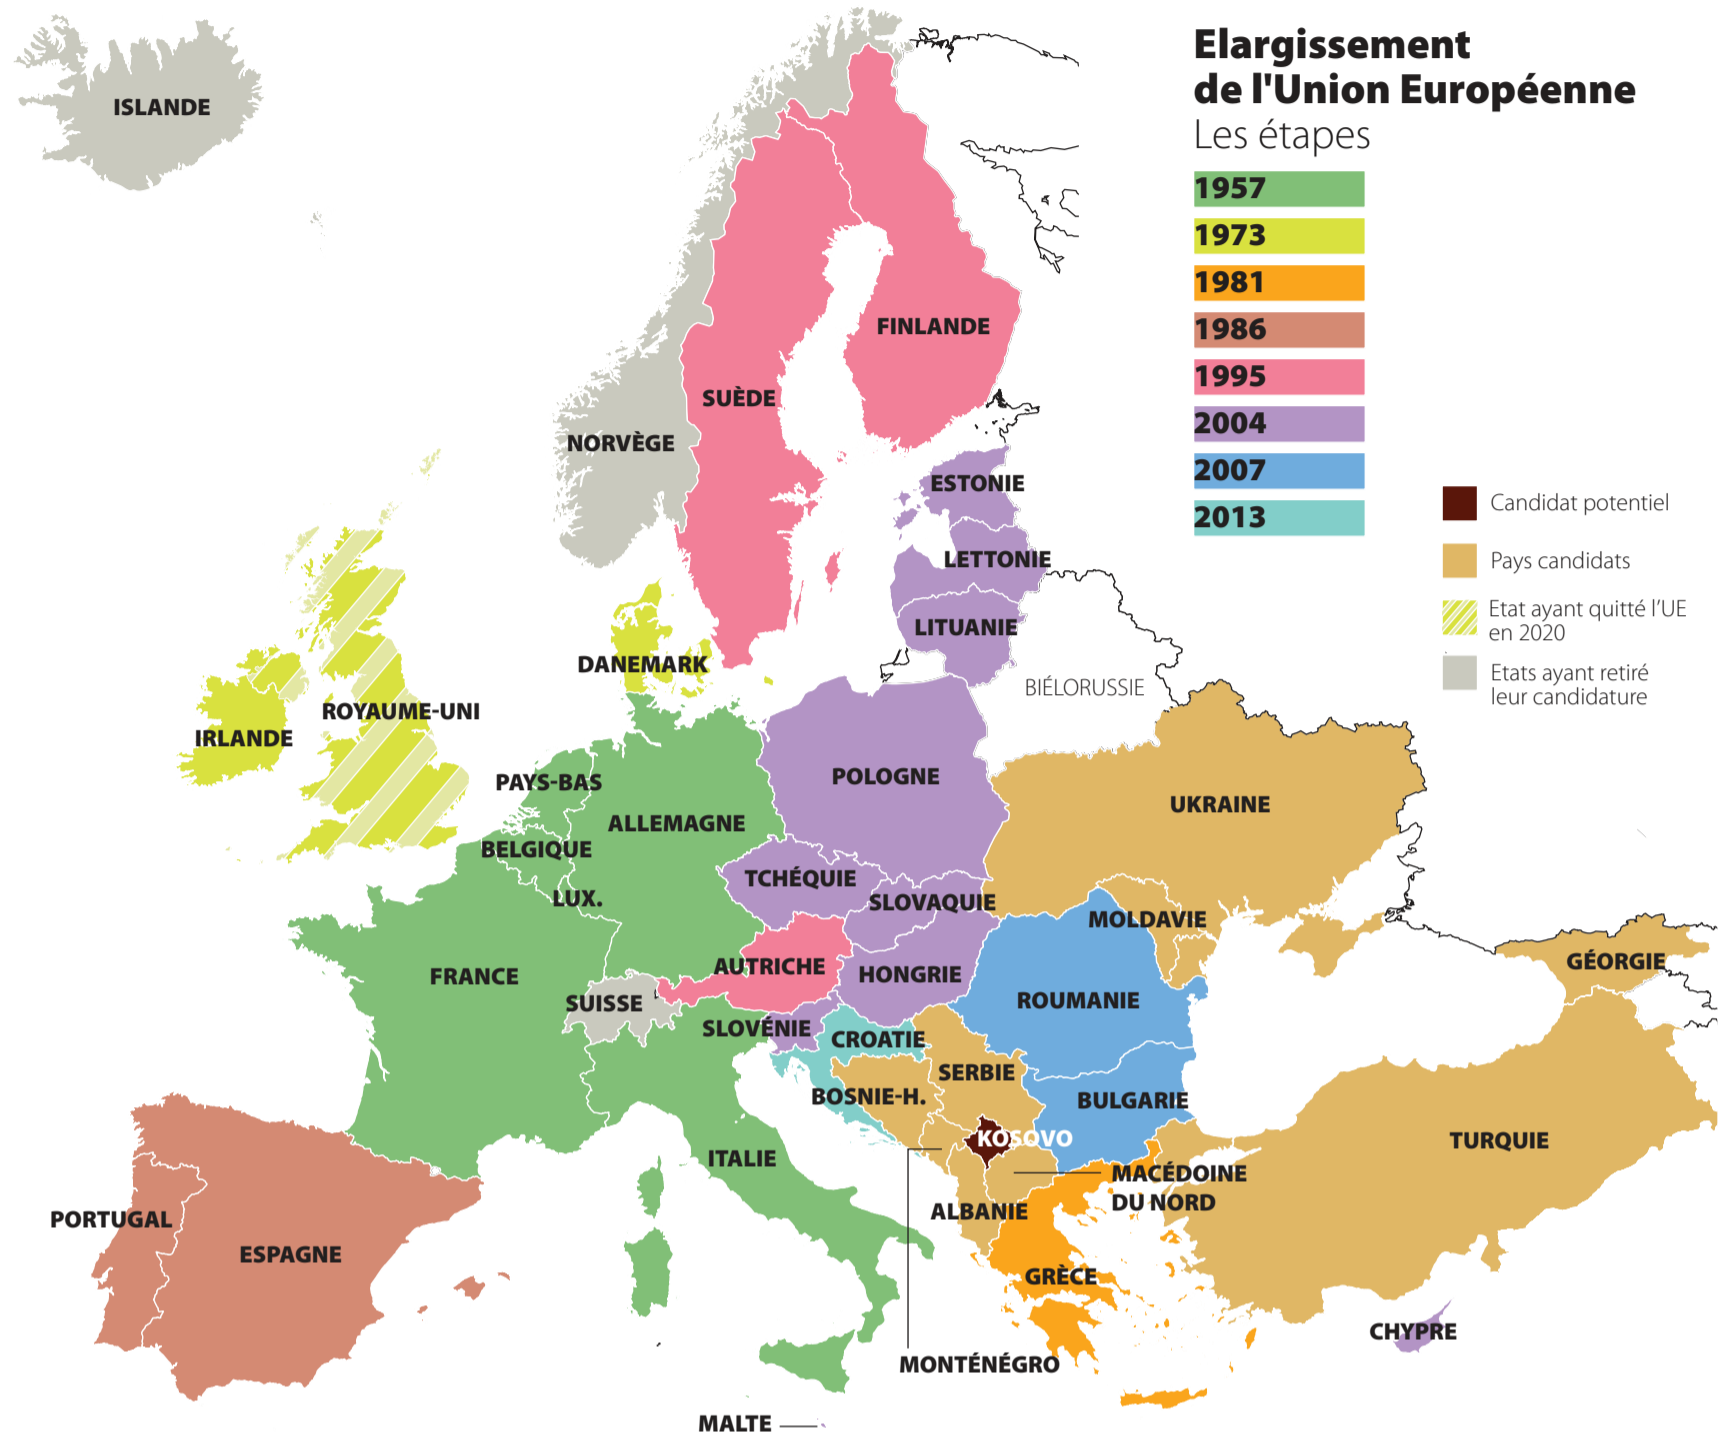 Elargissement
de l'Union Européenne
Les étapes
1957
1973
1981
1986
1995
2004
2007
2013
Candidat potentiel
Pays candidats
Etat ayant quitté l'UE
en 2020
Etats ayant retiré
leur candidature
ISLANDE
FINLANDE
SUÈDE
NORVÈGE
ESTONIE
LETTONIE
LITUANIE
DANEMARK
BIÉLORUSSIE
ROYAUME-UNI
IRLANDE
PAYS-BAS
POLOGNE
UKRAINE
ALLEMAGNE
BELGIQUE
TCHÉQUIE
LUX.
SLOVAQUIE
MOLDAVIE
FRANCE
AUTRICHE
HONGRIE
GÉORGIE
SUISSE
ROUMANIE
SLOVÉNIE
CROATIE
SERBIE
BOSNIE-H.
BULGARIE
KOSOVO
TURQUIE
ITALIE
MACÉDOINE
DU NORD
PORTUGAL
ALBANIE
ESPAGNE
GRÈCE
CHYPRE
MONTÉNÉGRO
MALTE